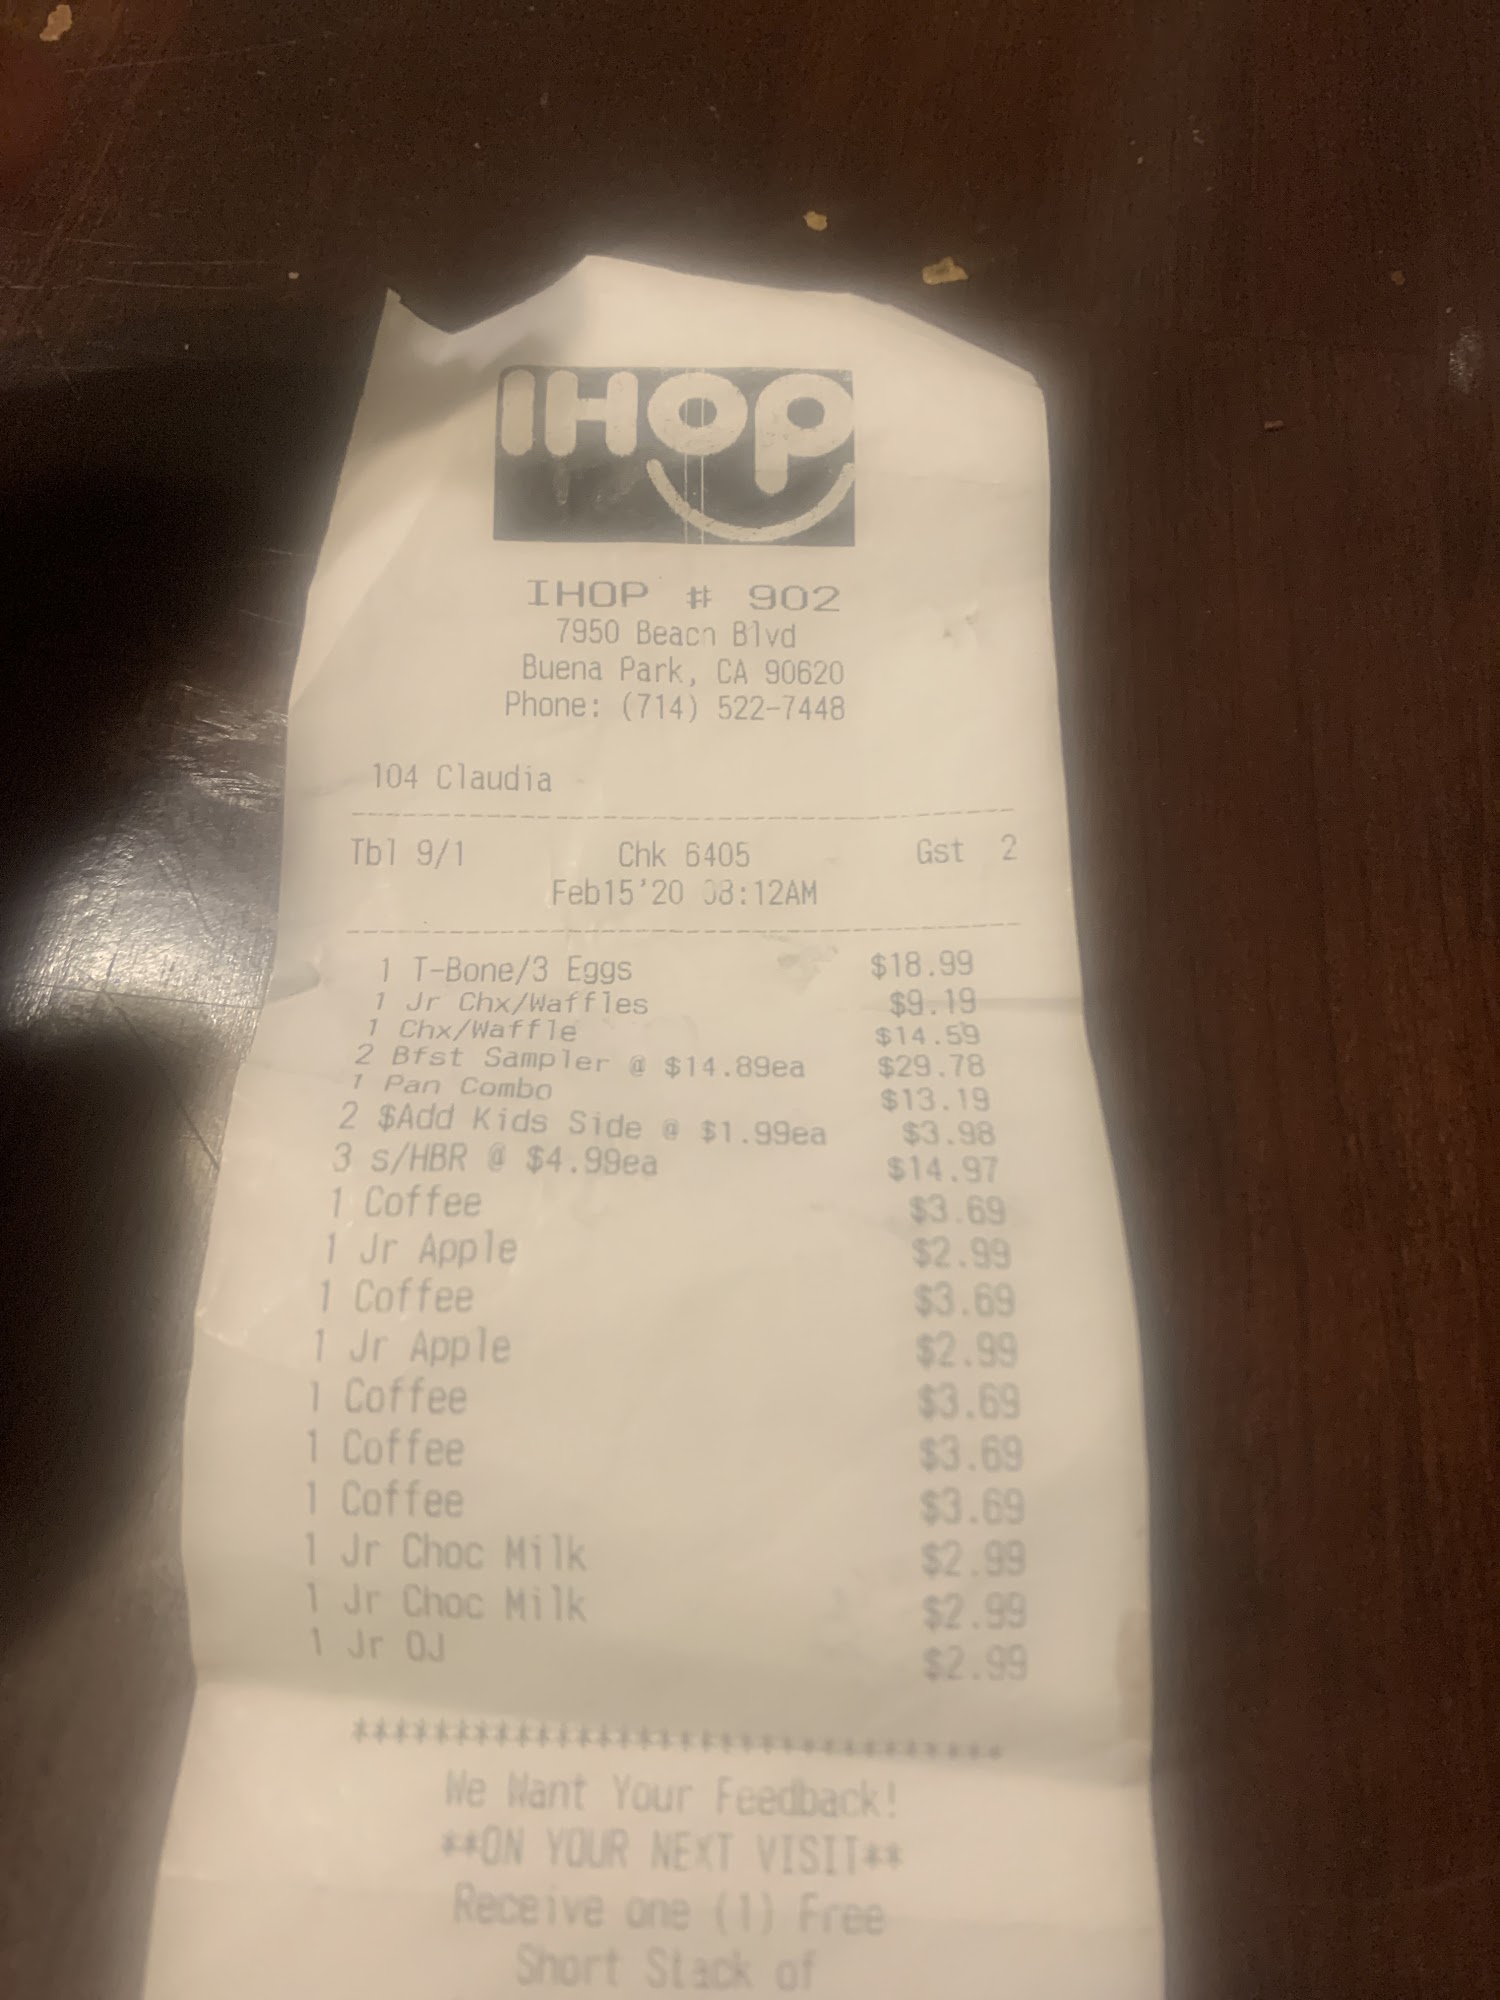 IHOP
IHOP # 902
7950 Beach Blvd
Buena Park, CA 90620
Phone: (714) 522-7448
104 Claudia
Tbl 9/1 Chk 6405 Gst 2
Feb15'20 08:12AM
1 T-Bone/3 Eggs $18.99
1 Jr Chx/Waffles $9.19
1 Chx/Waffle $14.59
2 Bfst Sampler @ $14.89ea $29.78
1 Pan Combo $13.19
2 $Add Kids Side @ $1.99ea $3.98
3 s/HBR @ $4.99ea $14.97
1 Coffee $3.69
1 Jr Apple $2.99
1 Coffee $3.69
1 Jr Apple $2.99
1 Coffee $3.69
1 Coffee $3.69
1 Coffee $3.69
1 Jr Choc Milk $2.99
1 Jr Choc Milk $2.99
1 Jr OJ $2.99
*********************************
We Want Your Feedback!
**ON YOUR NEXT VISIT**
Receive one (1) Free
Short Stack of